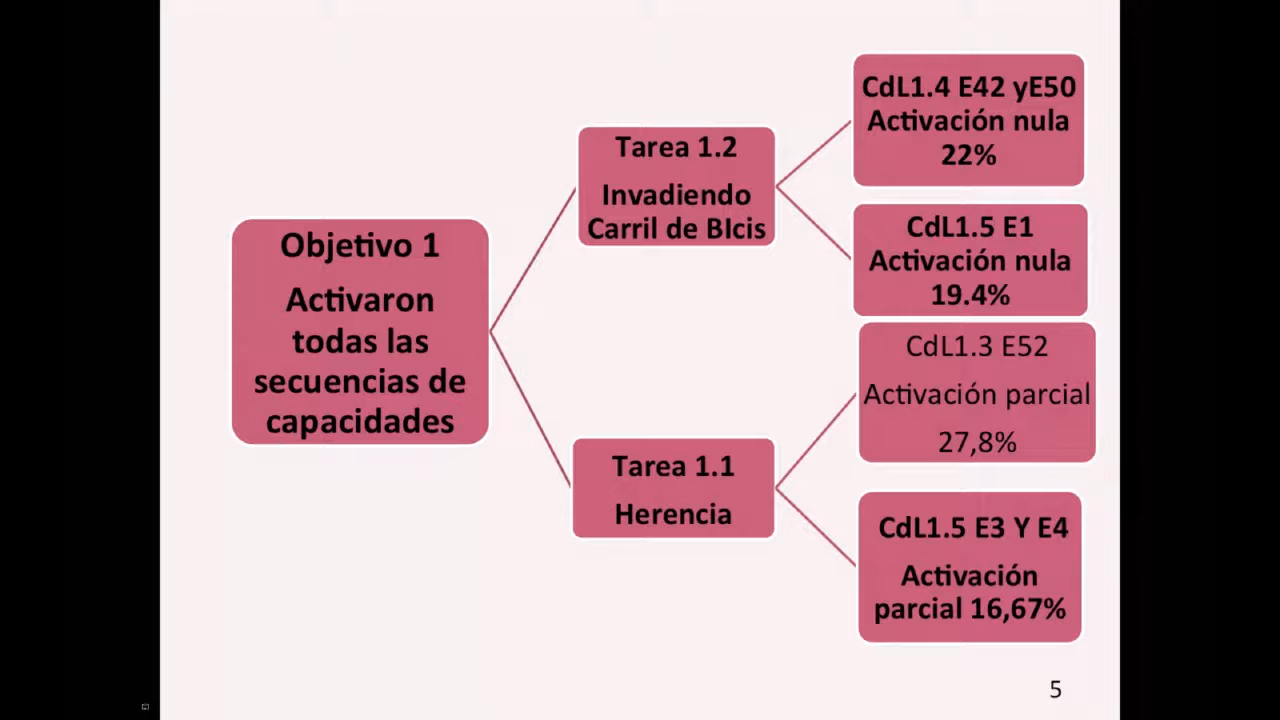 Objetivo 1
Activaron
todas las
secuencias de
capacidades
Tarea 1.2
Invadiendo
Carril de BIcis
CdL1.4 E42 yE50
Activación nula
22%
CdL1.5 E1
Activación nula
19.4%
Tarea 1.1
Herencia
CdL1.3 E52
Activación parcial
27,8%
CdL1.5 E3 Y E4
Activación
parcial 16,67%
5